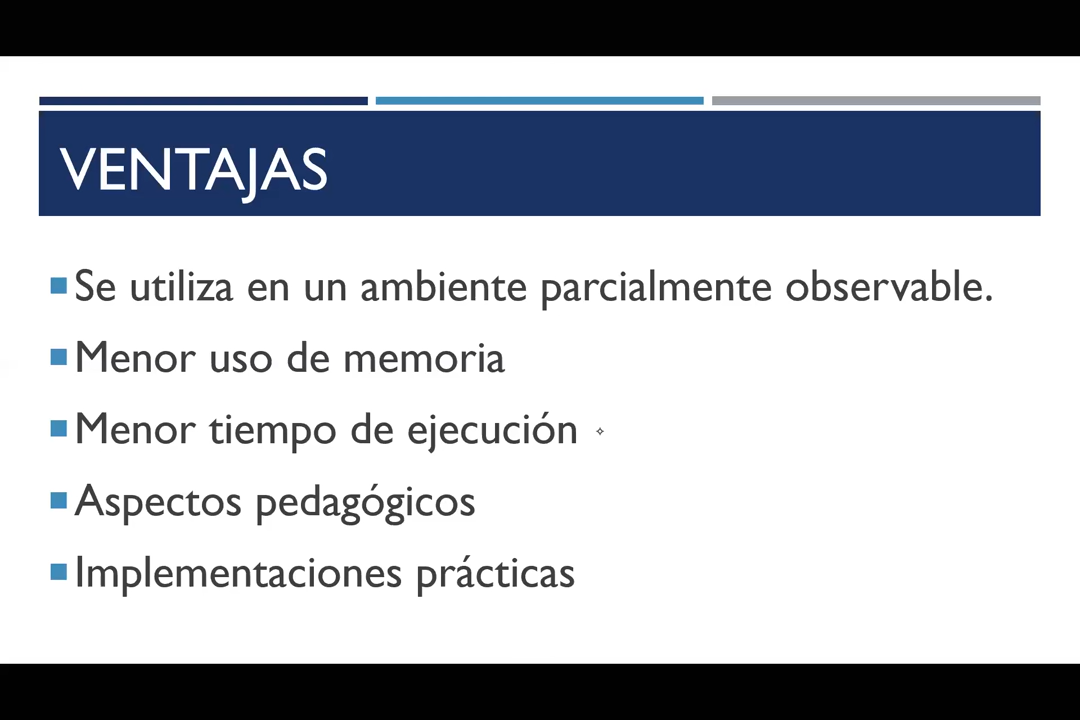 VENTAJAS
Se utiliza en un ambiente parcialmente observable.
Menor uso de memoria
Menor tiempo de ejecución
Aspectos pedagógicos
Implementaciones prácticas